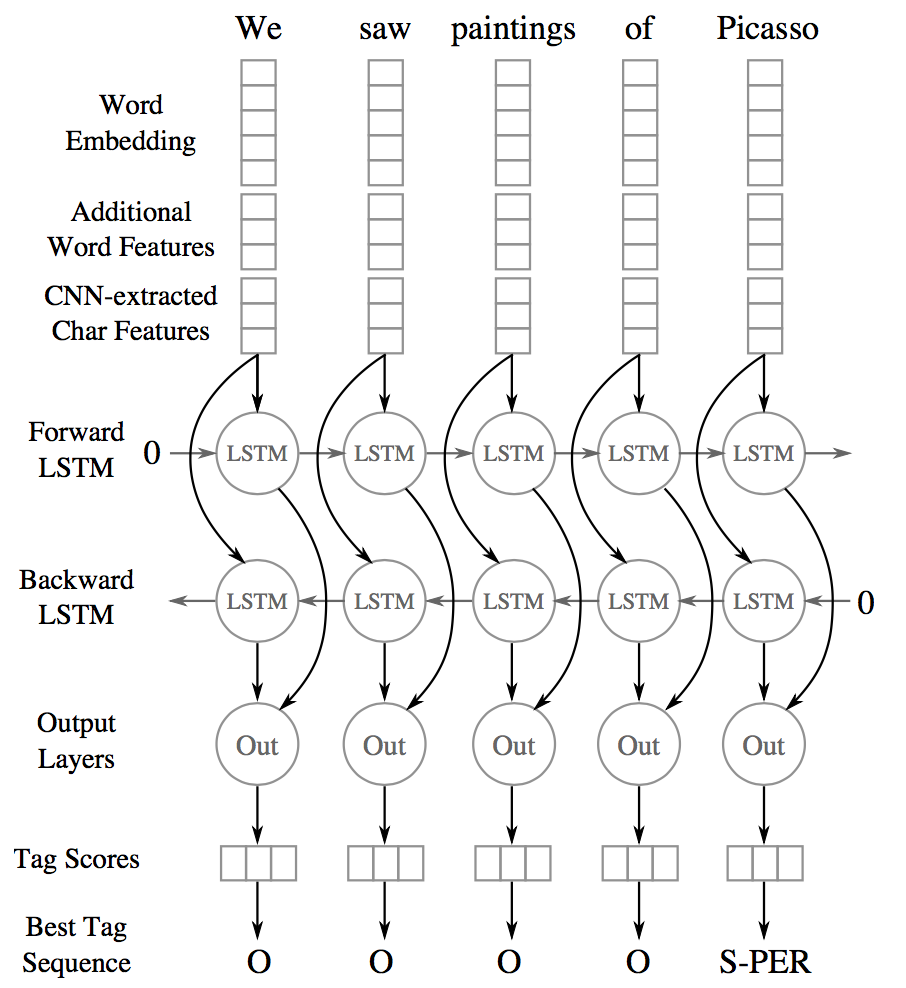 We saw paintings of Picasso
Word
Embedding
Additional
Word Features
CNN-extracted
Char Features
Forward
LSTM
0 LSTM LSTM LSTM LSTM LSTM
Backward
LSTM
LSTM LSTM LSTM LSTM LSTM 0
Output
Layers
Out Out Out Out Out
Tag Scores
Best Tag
Sequence
O O O O S-PER